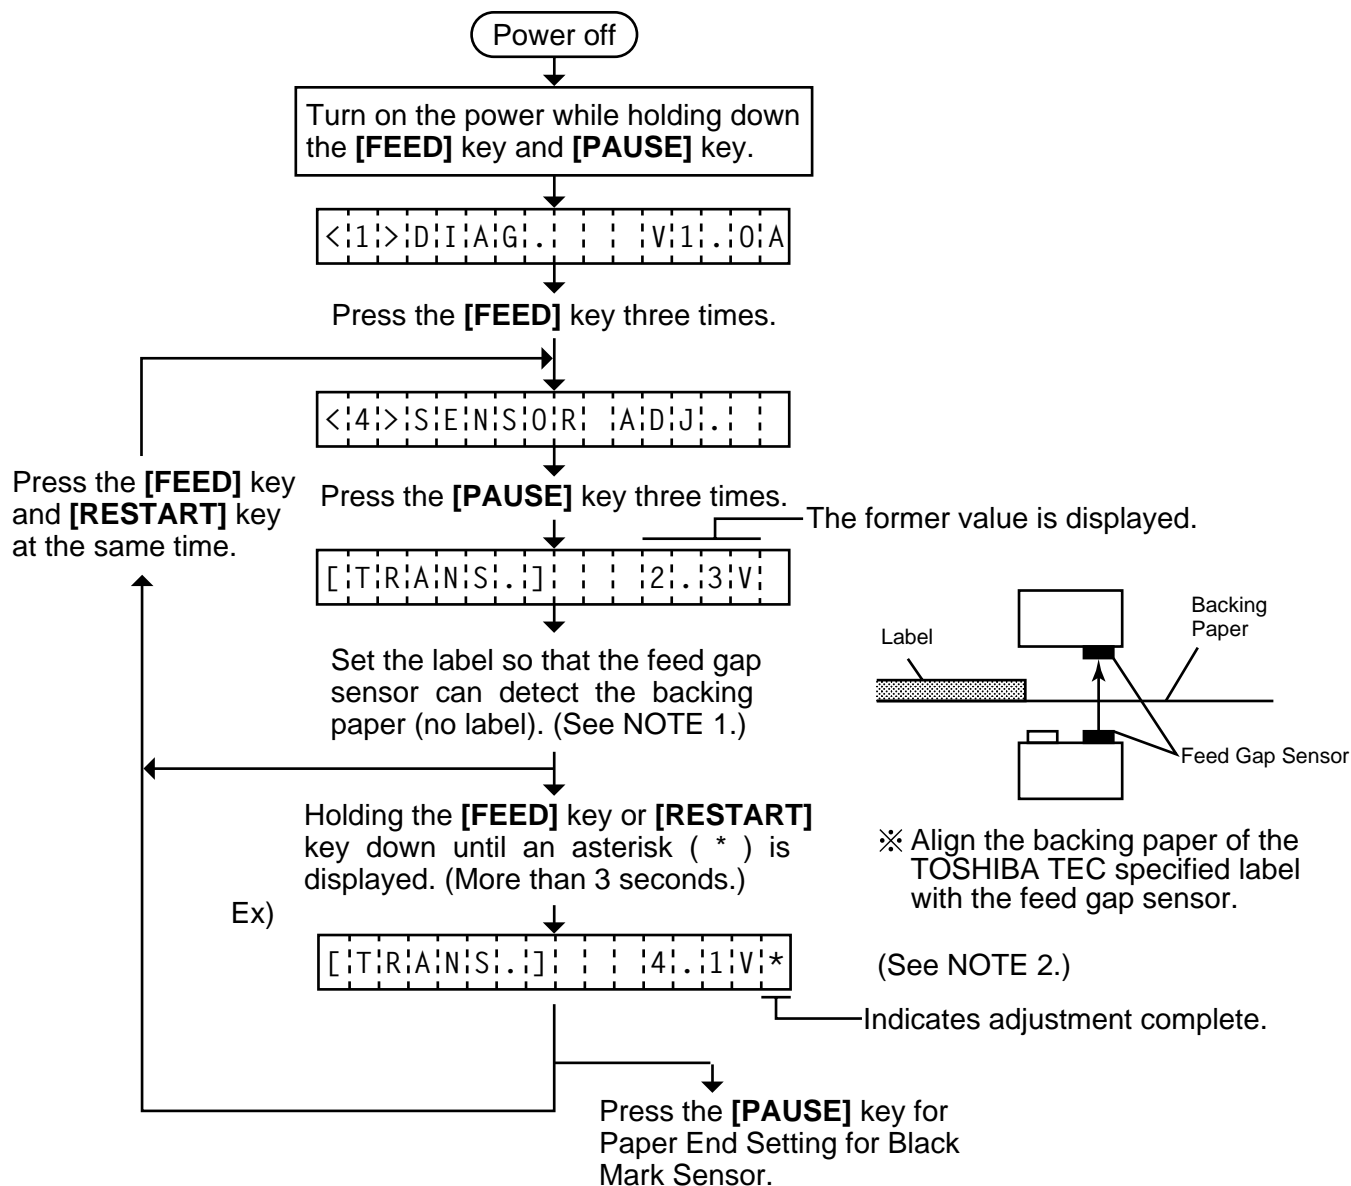 Power off
Turn on the power while holding down
the [FEED] key and [PAUSE] key.
<1>DIAG.   V1.0A
Press the [FEED] key three times.
<4>SENSOR ADJ.
Press the [FEED] key
and [RESTART] key
at the same time.
Press the [PAUSE] key three times.
The former value is displayed.
[TRANS.]   2.3V
Set the label so that the feed gap
sensor can detect the backing
paper (no label). (See NOTE 1.)
Label
Backing
Paper
Feed Gap Sensor
Holding the [FEED] key or [RESTART]
key down until an asterisk ( * ) is
displayed. (More than 3 seconds.)
※ Align the backing paper of the
TOSHIBA TEC specified label
with the feed gap sensor.
Ex)
[TRANS.]   4.1V*
(See NOTE 2.)
Indicates adjustment complete.
Press the [PAUSE] key for
Paper End Setting for Black
Mark Sensor.